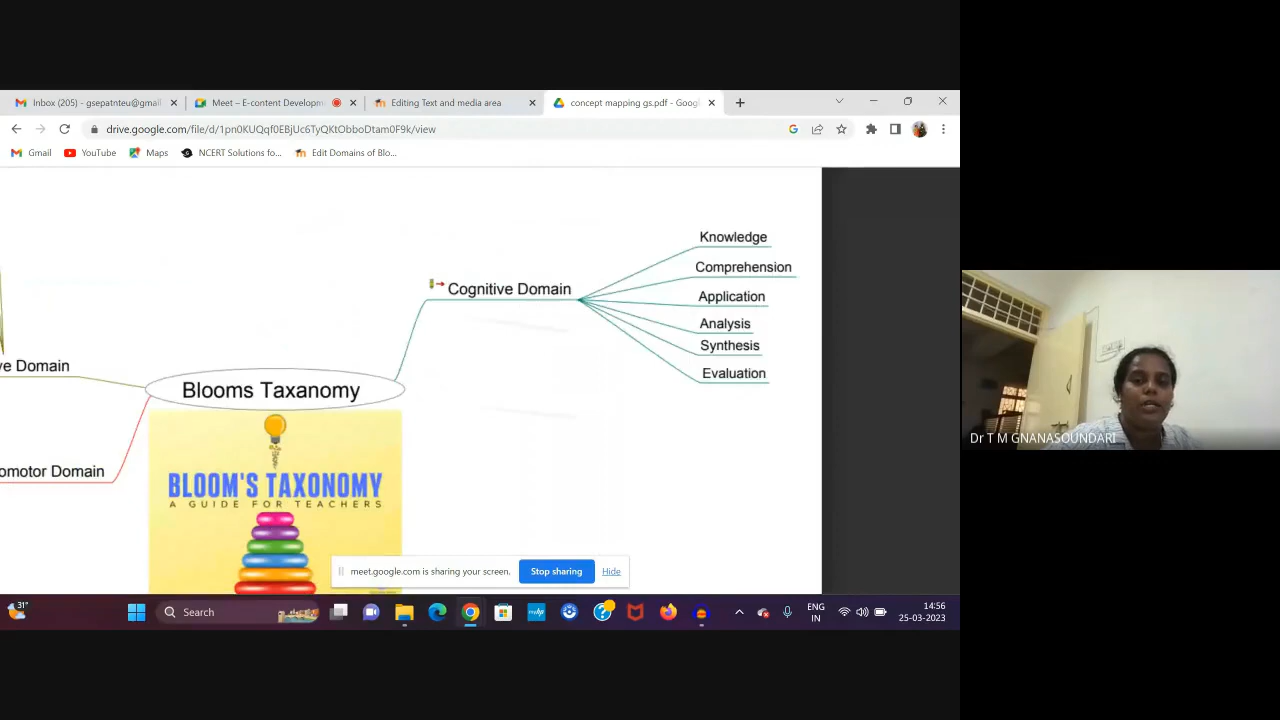 Inbox (205) - gsepatnteu@gmail
Meet – E-content Developm
Editing Text and media area
concept mapping gs.pdf - Goog
drive.google.com/file/d/1pn0KUQqf0EBjUc6TyQKtObboDtam0F9k/view
Gmail
YouTube
Maps
NCERT Solutions fo...
Edit Domains of Blo...
Knowledge
Comprehension
Cognitive Domain
Application
Analysis
Synthesis
Evaluation
ve Domain
Blooms Taxanomy
omotor Domain
BLOOM'S TAXONOMY
A GUIDE FOR TEACHERS
Dr T M GNANASOUNDARI
meet.google.com is sharing your screen.
Stop sharing
Hide
31°
Search
ENG
IN
14:56
25-03-2023